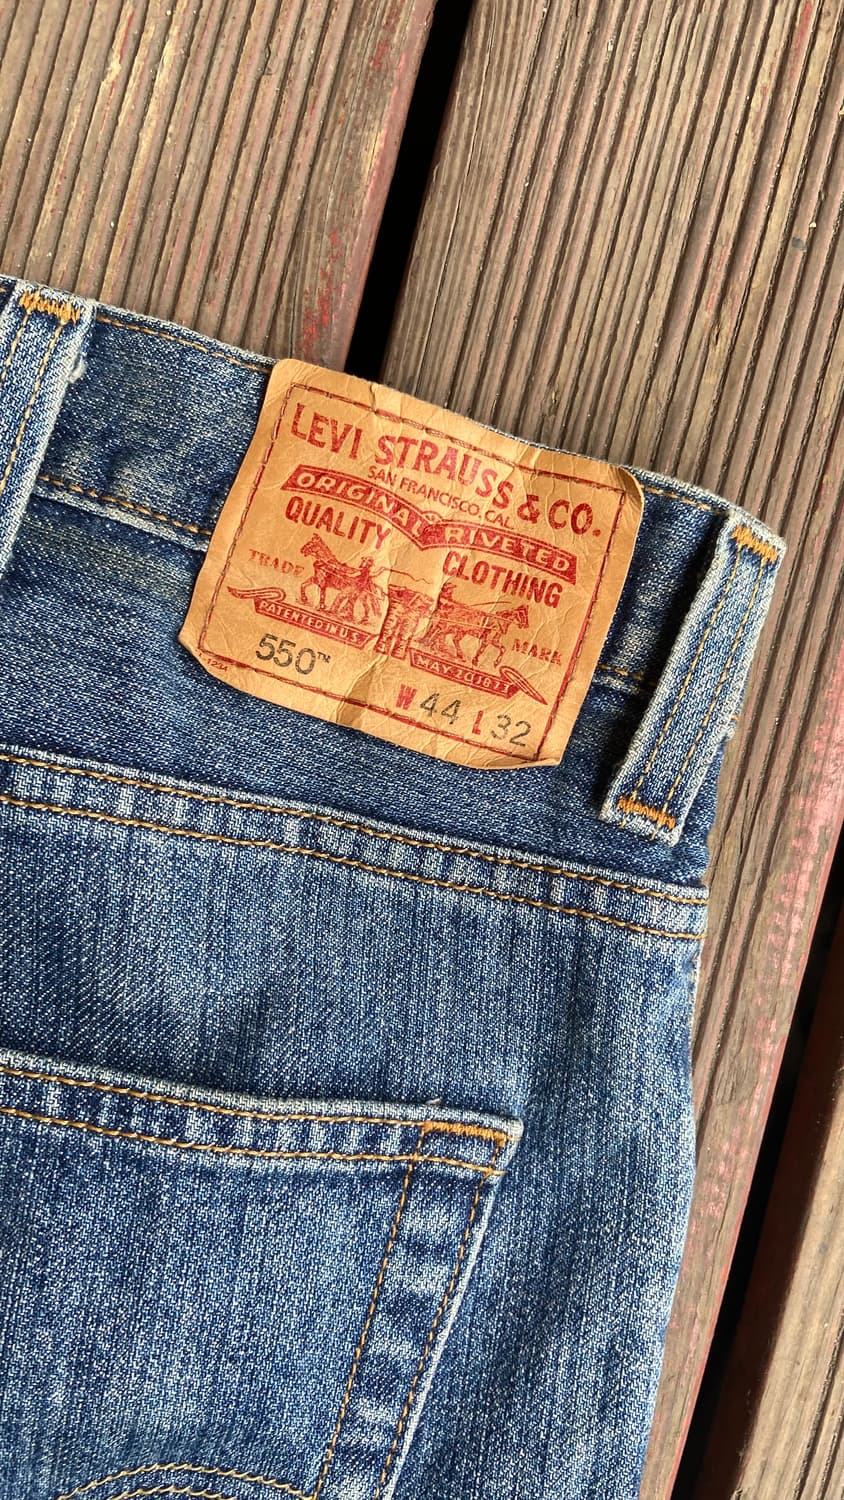 LEVI STRAUSS & CO.
SAN FRANCISCO, CAL.
ORIGINAL RIVETED
QUALITY CLOTHING
TRADE MARK
PATENTED IN U.S. MAY 20 1873
550™
W 44 L 32